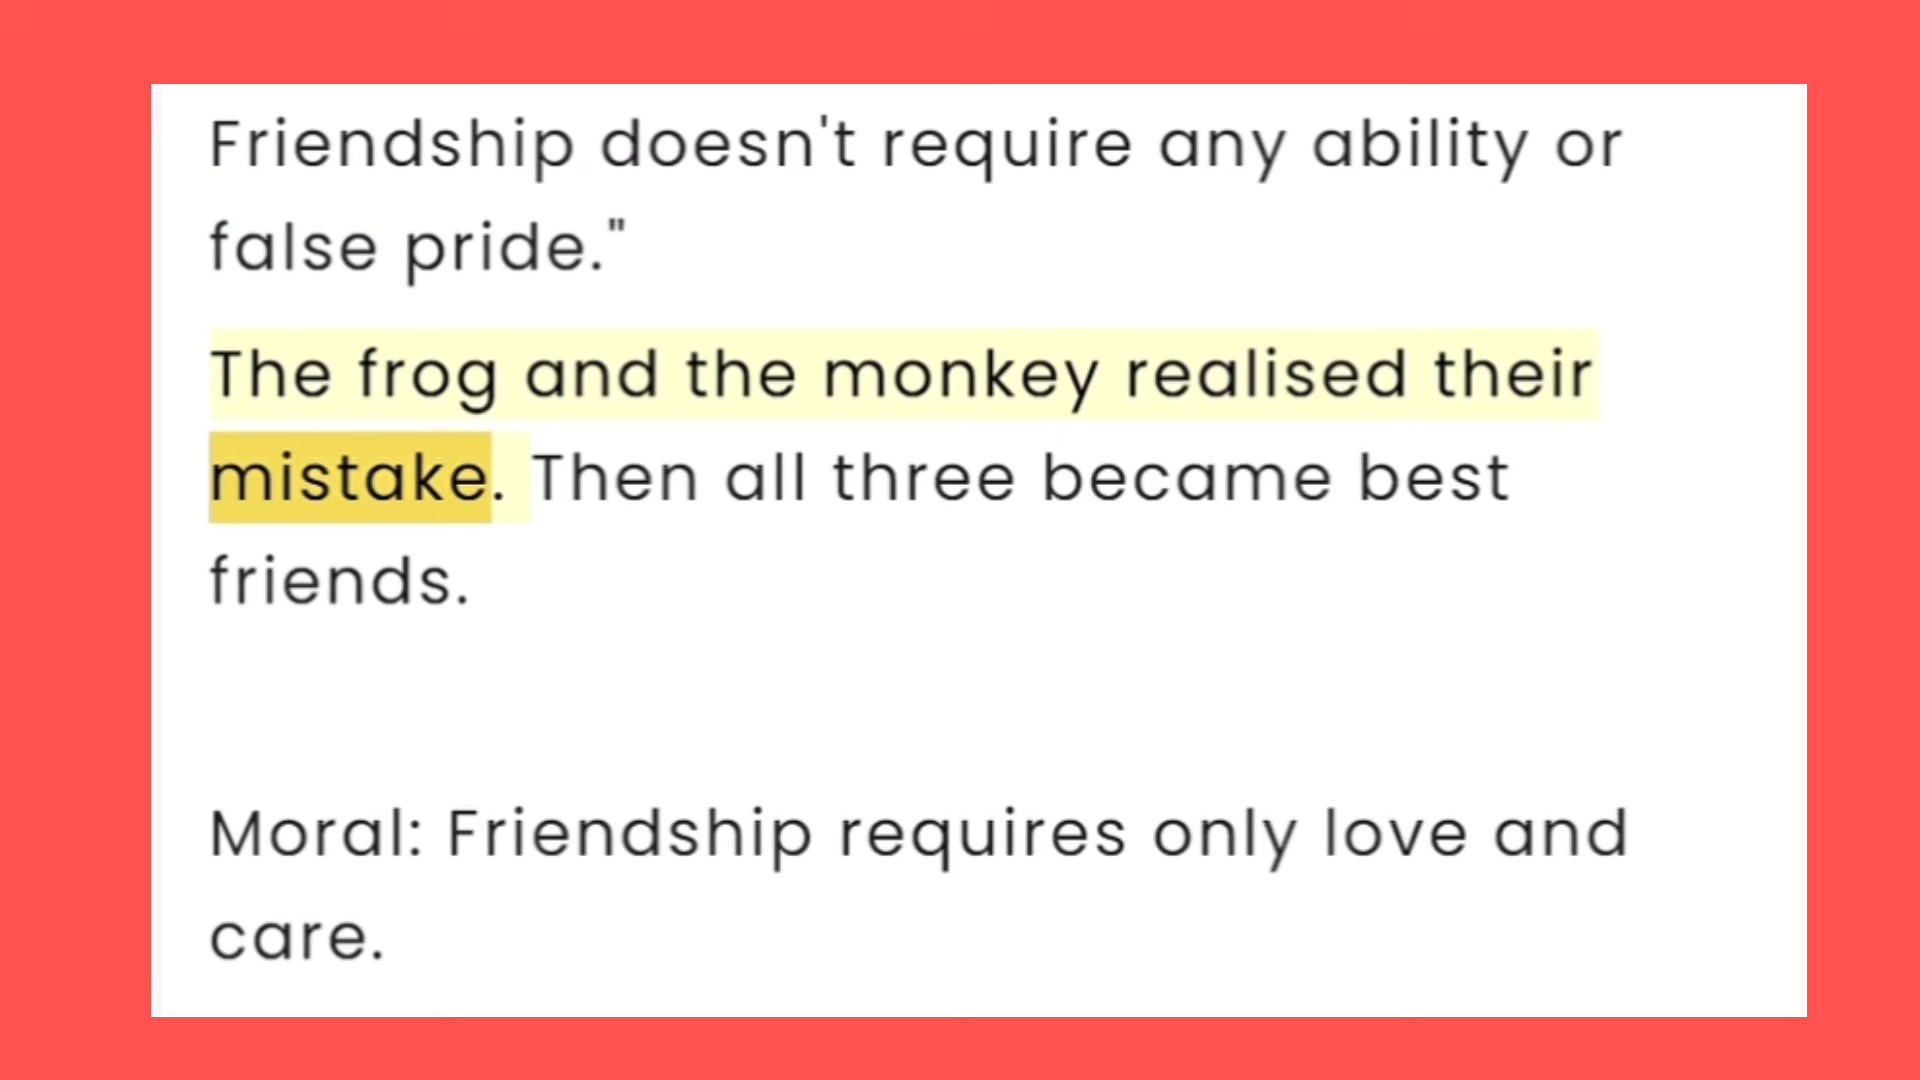 Friendship doesn't require any ability or
false pride."
The frog and the monkey realised their
mistake. Then all three became best
friends.
Moral: Friendship requires only love and
care.